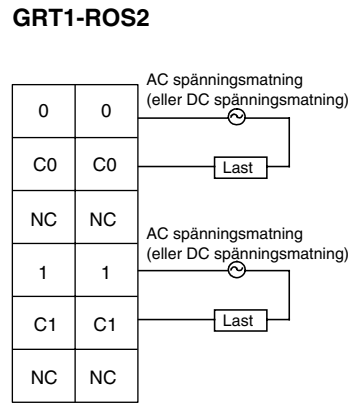 GRT1-ROS2
AC spänningsmatning
(eller DC spänningsmatning)
0 0
C0 C0
Last
NC NC
AC spänningsmatning
(eller DC spänningsmatning)
1 1
C1 C1
Last
NC NC